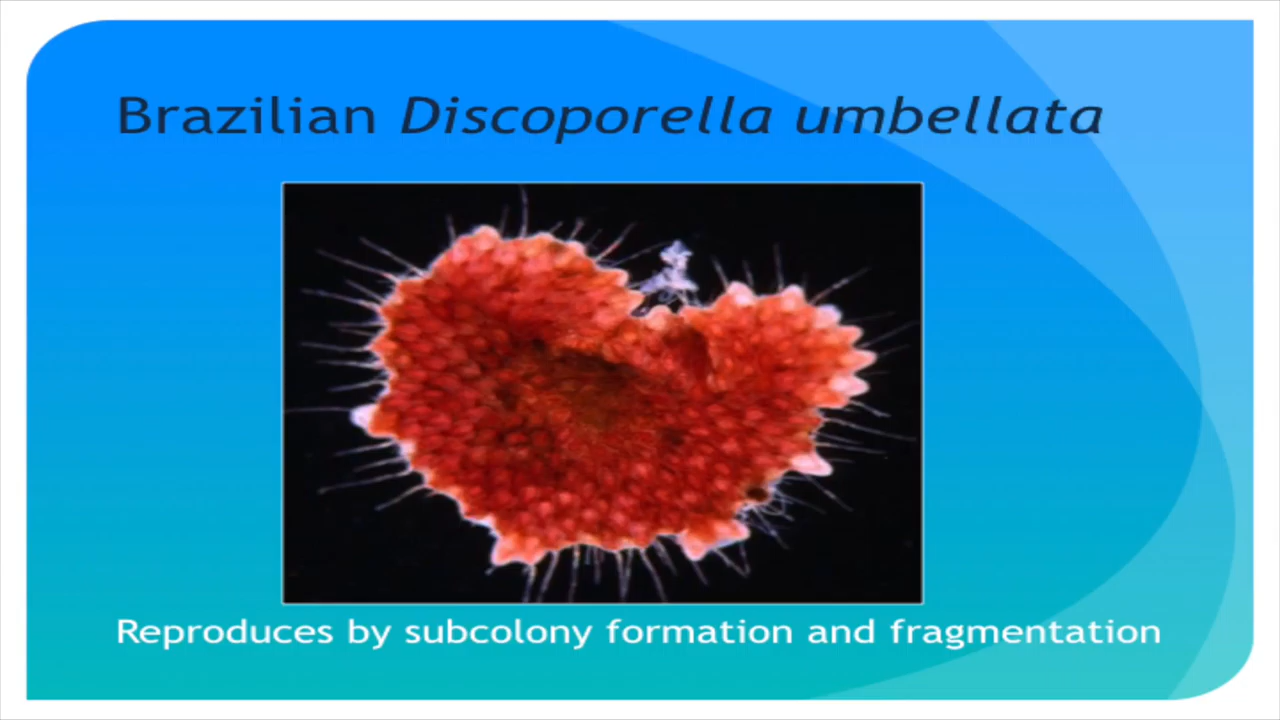 Brazilian Discoporella umbellata
Reproduces by subcolony formation and fragmentation